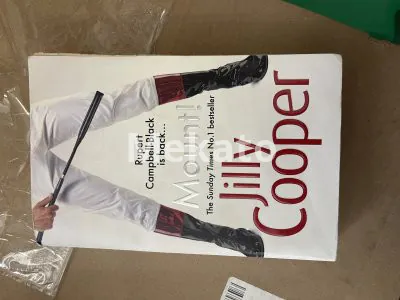 Rupert
Campbell-Black
is back...
Mount!
The Sunday Times No.1 bestseller
Jilly
Cooper